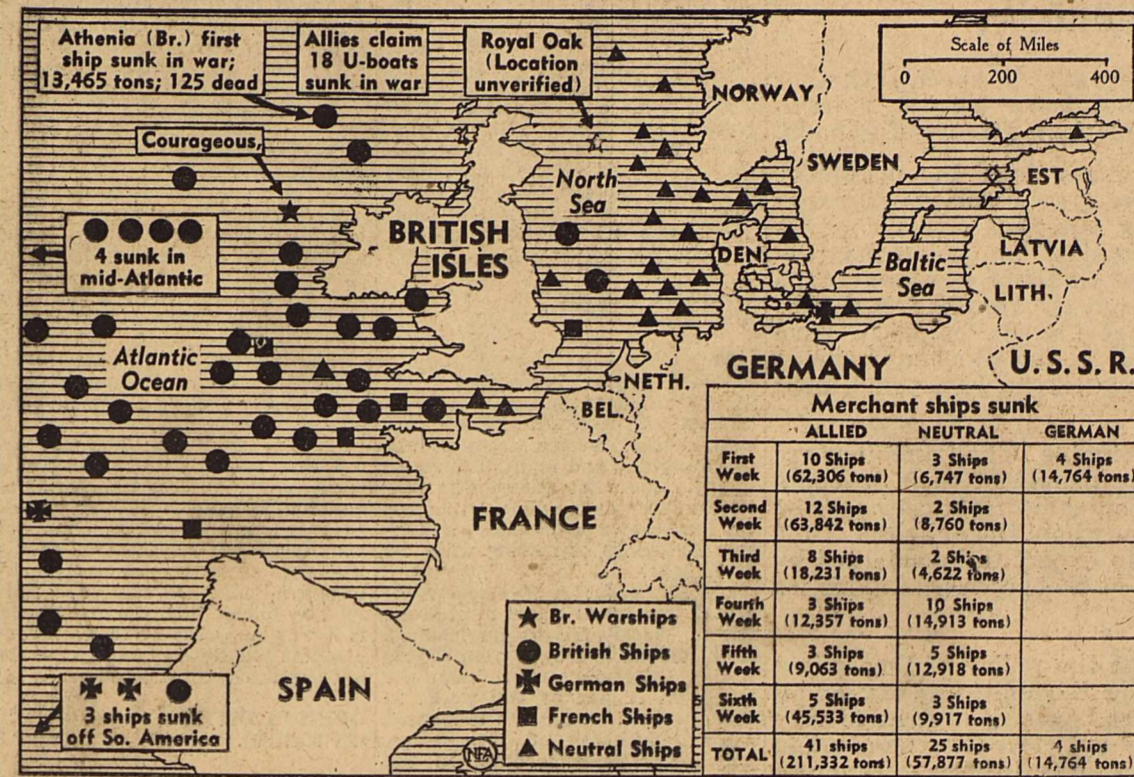 Athenia (Br.) first
ship sunk in war;
13,465 tons; 125 dead
Allies claim
18 U-boats
sunk in war
Royal Oak
(Location
unverified)
Scale of Miles
0 200 400
Courageous,
NORWAY
SWEDEN
North
Sea
EST
LATVIA
LITH.
BRITISH
ISLES
DEN.
Baltic
Sea
4 sunk in
mid-Atlantic
Atlantic
Ocean
NETH.
BEL.
GERMANY
U.S.S.R.
FRANCE
SPAIN
3 ships sunk
off So. America
★ Br. Warships
● British Ships
✠ German Ships
■ French Ships
▲ Neutral Ships
NEA
Merchant ships sunk
ALLIED NEUTRAL GERMAN
First 10 Ships 3 Ships 4 Ships
Week (62,306 tons) (6,747 tons) (14,764 tons)
Second 12 Ships 2 Ships
Week (63,842 tons) (8,760 tons)
Third 8 Ships 2 Ships
Week (18,231 tons) (4,622 tons)
Fourth 3 Ships 10 Ships
Week (12,357 tons) (14,913 tons)
Fifth 3 Ships 5 Ships
Week (9,063 tons) (12,918 tons)
Sixth 5 Ships 3 Ships
Week (45,533 tons) (9,917 tons)
TOTAL 41 ships 25 ships 4 ships
(211,332 tons) (57,877 tons) (14,764 tons)